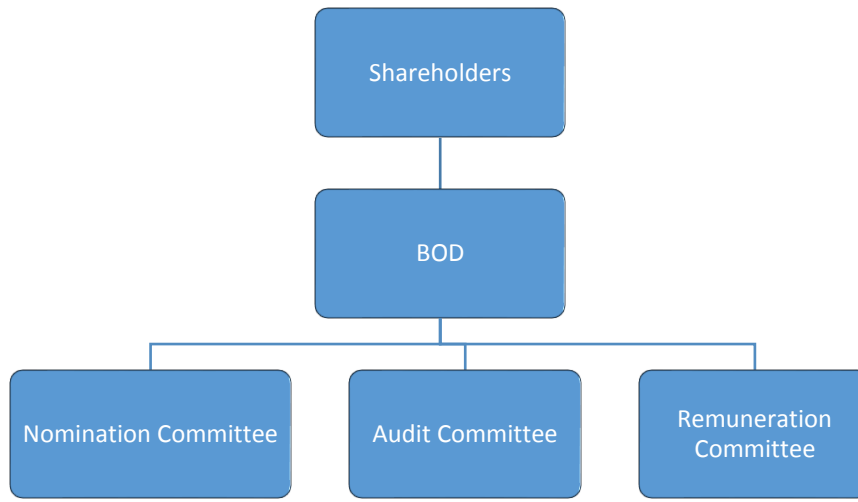 Shareholders
BOD
Nomination Committee
Audit Committee
Remuneration
Committee